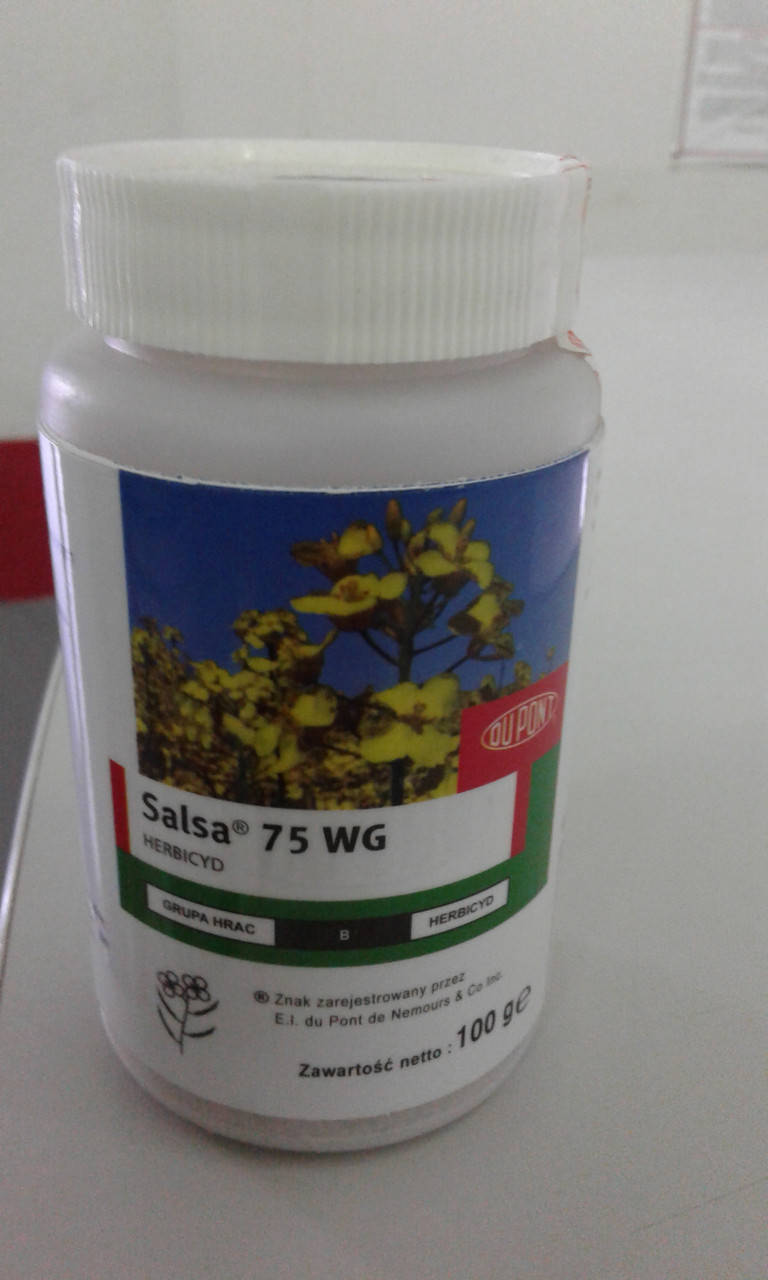 DU PONT
Salsa® 75 WG
HERBICYD
GRUPA HRAC B HERBICYD
® Znak zarejestrowany przez
E.I. du Pont de Nemours & Co Inc.
Zawartość netto : 100 g e